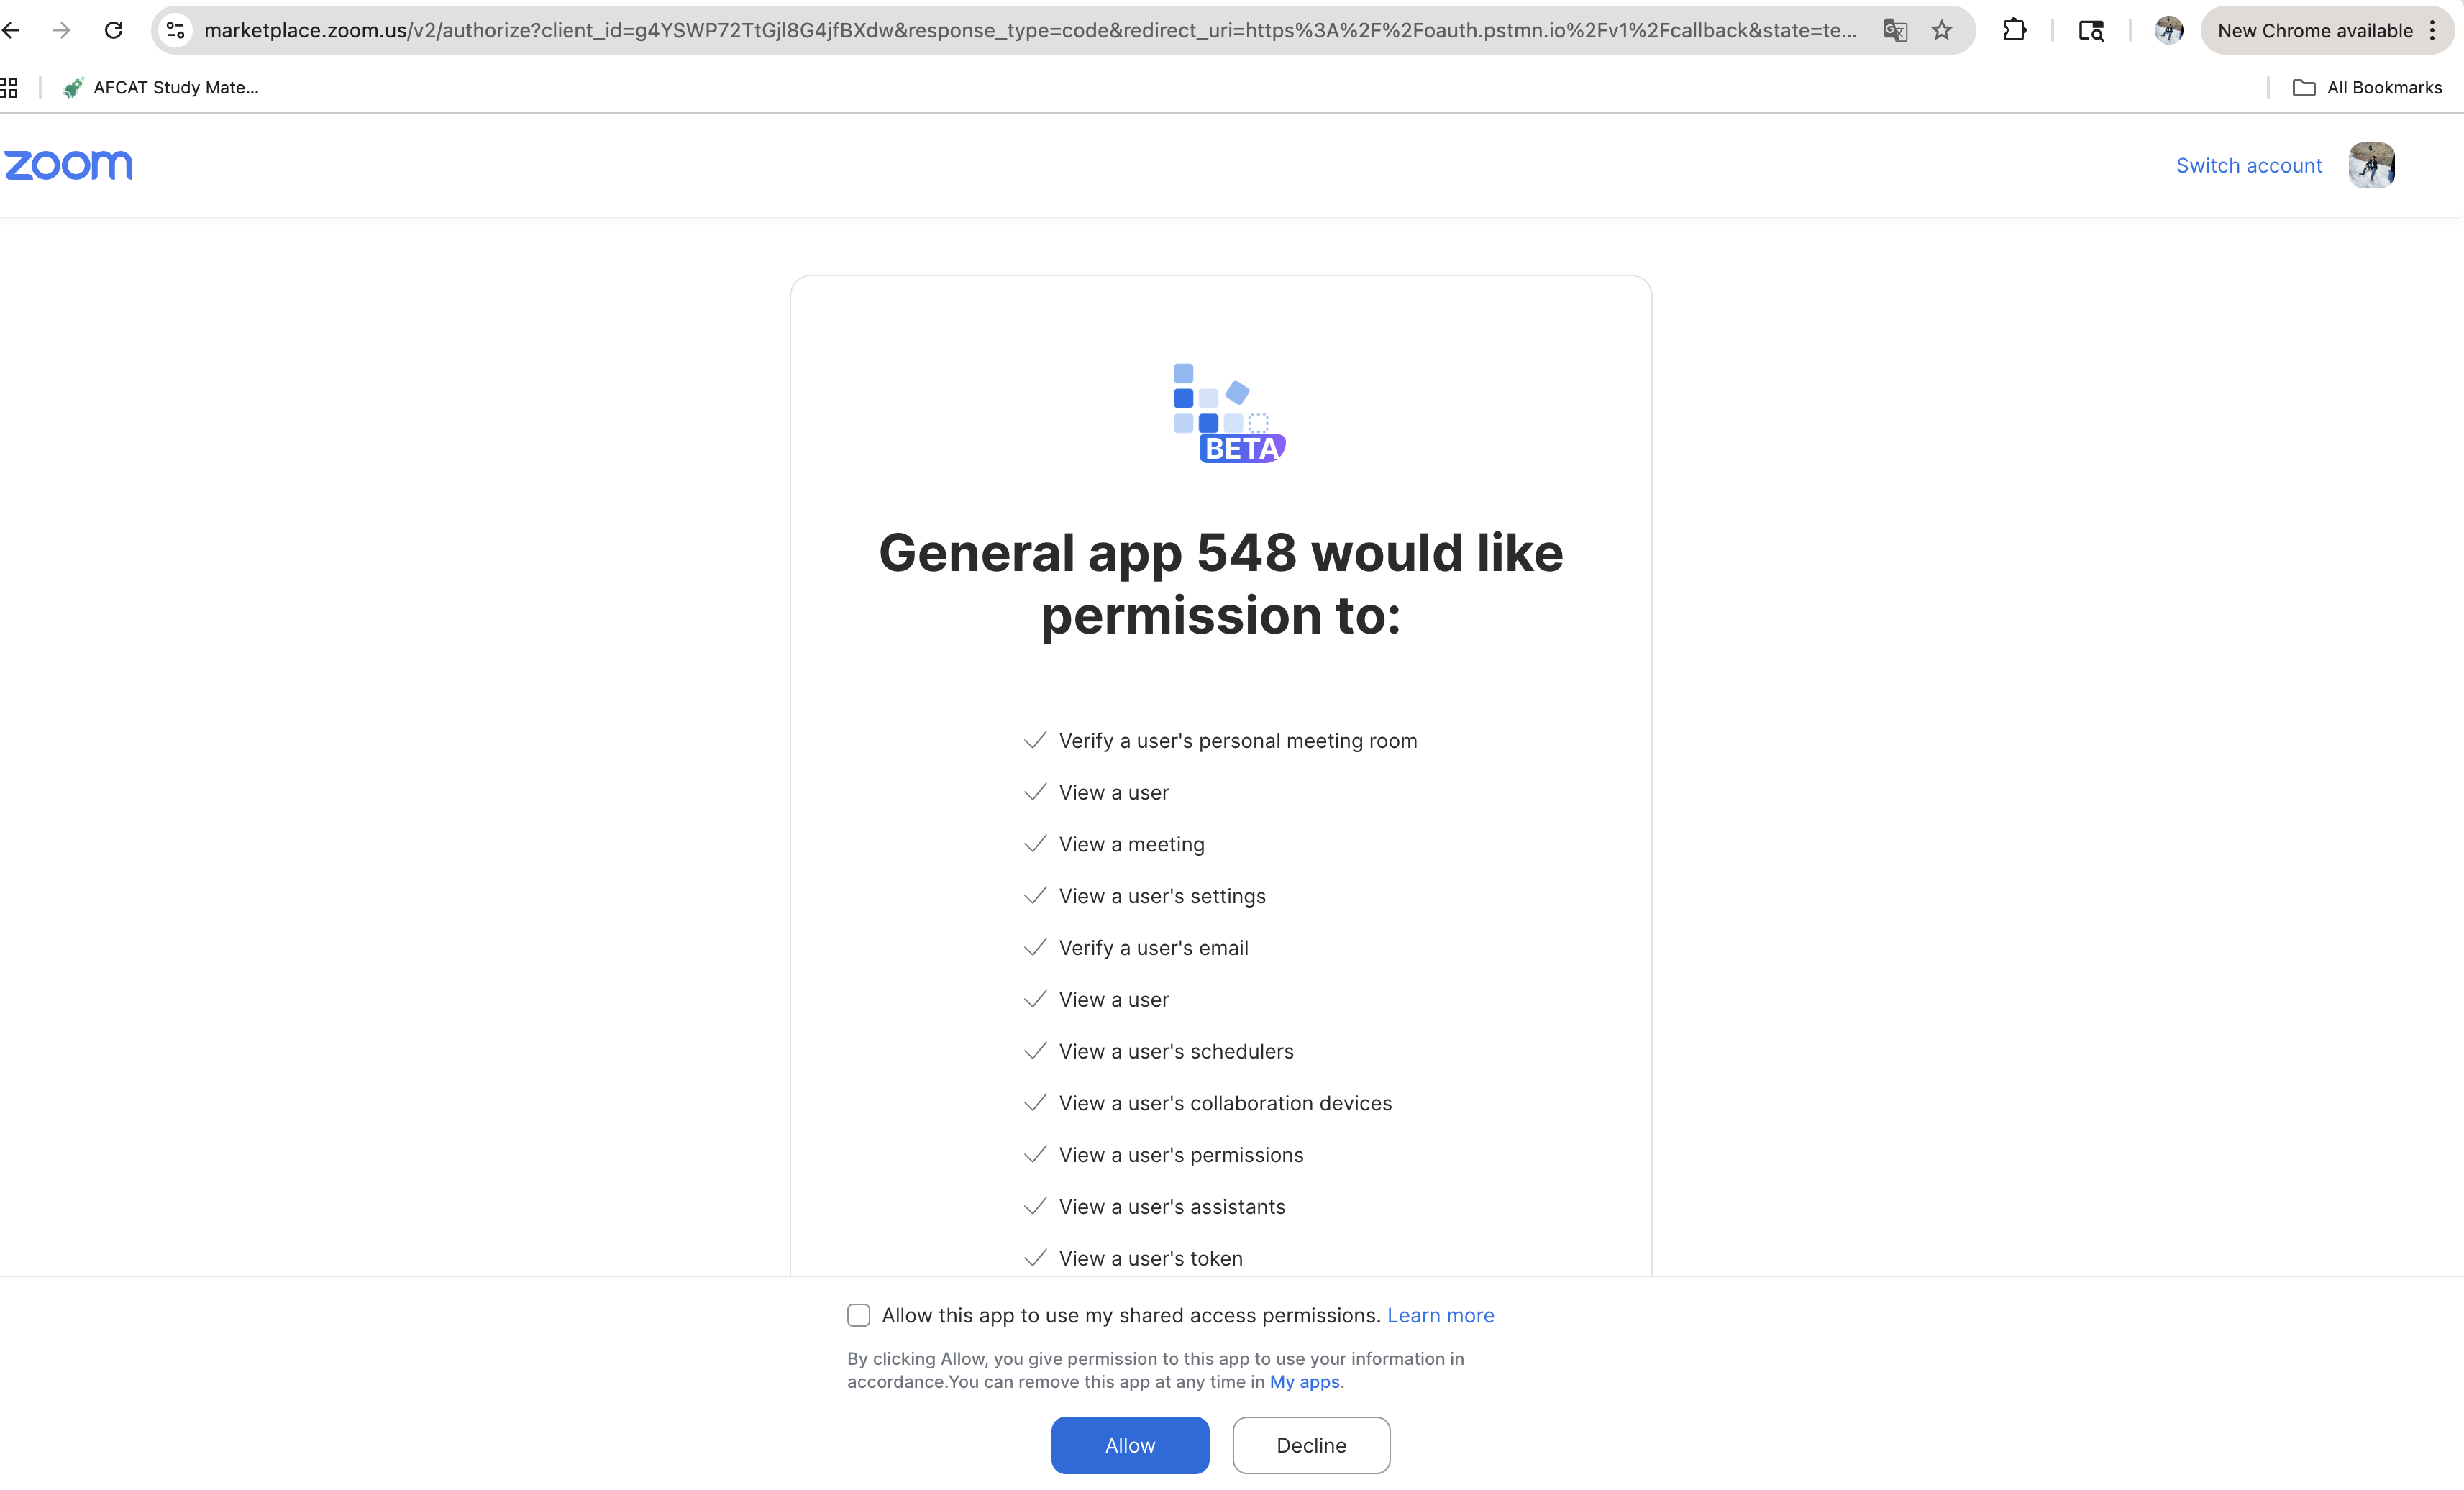 marketplace.zoom.us/v2/authorize?client_id=g4YSWP72TtGjI8G4jfBXdw&response_type=code&redirect_uri=https%3A%2F%2Foauth.pstmn.io%2Fv1%2Fcallback&state=te...
New Chrome available
AFCAT Study Mate...
All Bookmarks
zoom
Switch account
BETA
General app 548 would like
permission to:
Verify a user's personal meeting room
View a user
View a meeting
View a user's settings
Verify a user's email
View a user
View a user's schedulers
View a user's collaboration devices
View a user's permissions
View a user's assistants
View a user's token
Allow this app to use my shared access permissions. Learn more
By clicking Allow, you give permission to this app to use your information in
accordance.You can remove this app at any time in My apps.
Allow
Decline